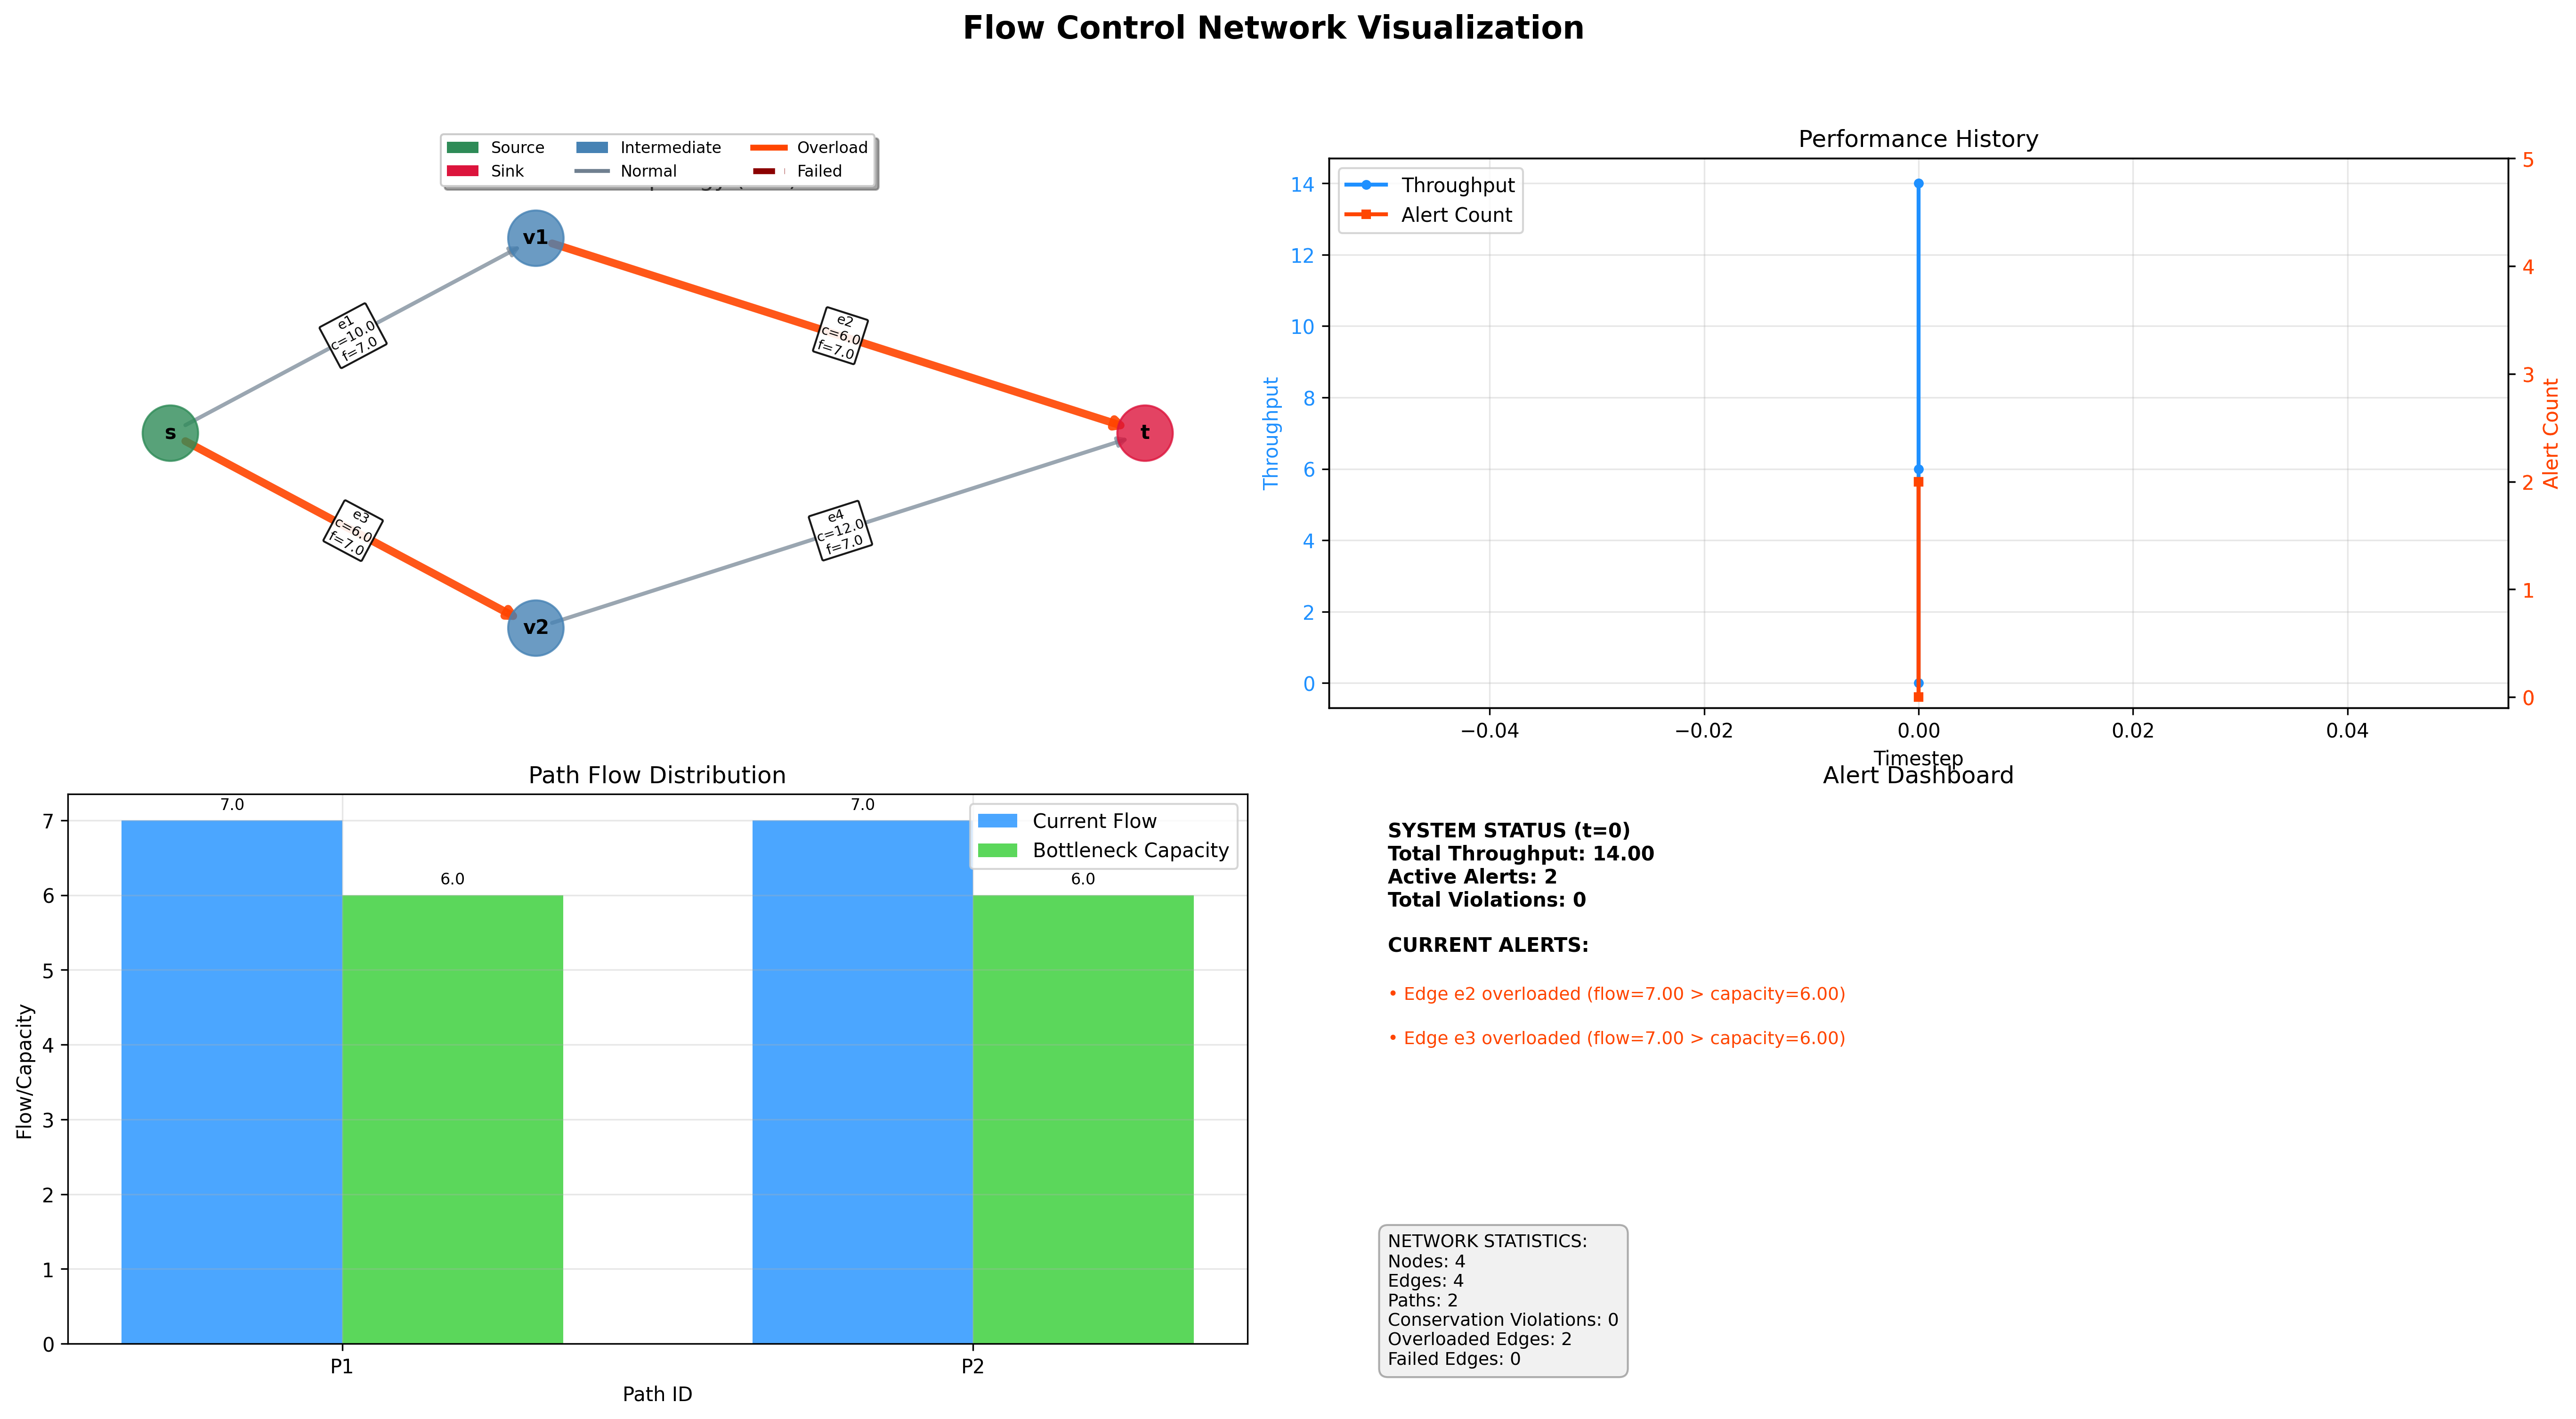 Flow Control Network Visualization
Source
Intermediate
Overload
Sink
Normal
Failed
v1
e1
c=10.0
f=7.0
e2
c=6.0
f=7.0
s
t
e3
c=6.0
f=7.0
e4
c=12.0
f=7.0
v2
Performance History
Throughput
Alert Count
14
12
10
8
6
4
2
0
Throughput
5
4
3
2
1
0
Alert Count
−0.04
−0.02
0.00
0.02
0.04
Timestep
Path Flow Distribution
7.0
6.0
7.0
6.0
Current Flow
Bottleneck Capacity
7
6
5
4
3
2
1
0
Flow/Capacity
P1
P2
Path ID
Alert Dashboard
SYSTEM STATUS (t=0)
Total Throughput: 14.00
Active Alerts: 2
Total Violations: 0
CURRENT ALERTS:
• Edge e2 overloaded (flow=7.00 > capacity=6.00)
• Edge e3 overloaded (flow=7.00 > capacity=6.00)
NETWORK STATISTICS:
Nodes: 4
Edges: 4
Paths: 2
Conservation Violations: 0
Overloaded Edges: 2
Failed Edges: 0